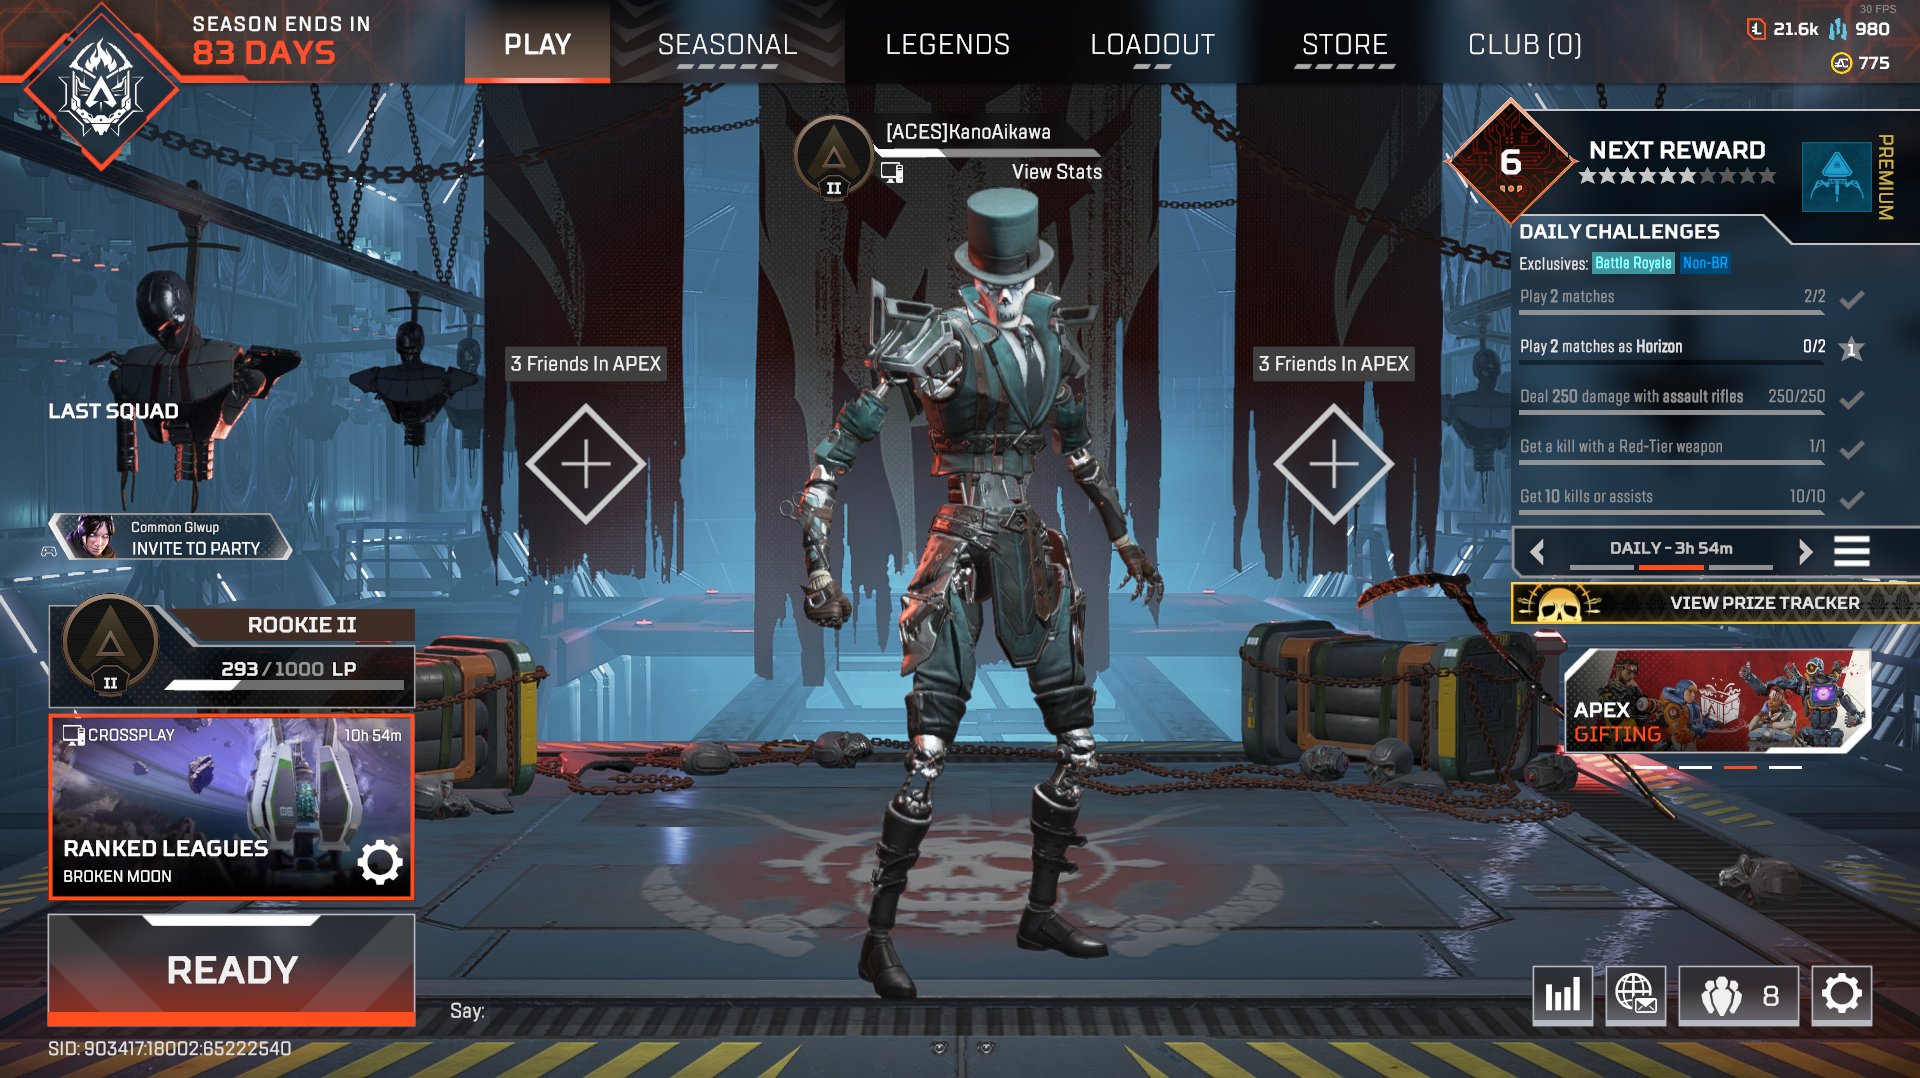 SEASON ENDS IN
83 DAYS
PLAY
SEASONAL
LEGENDS
LOADOUT
STORE
CLUB (0)
30 FPS
21.6k 980
775
[ACES]KanoAikawa
View Stats
II
6
NEXT REWARD
PREMIUM
DAILY CHALLENGES
Exclusives: Battle Royale Non-BR
Play 2 matches 2/2
Play 2 matches as Horizon 0/2 1
Deal 250 damage with assault rifles 250/250
Get a kill with a Red-Tier weapon 1/1
Get 10 kills or assists 10/10
DAILY - 3h 54m
VIEW PRIZE TRACKER
APEX
GIFTING
3 Friends In APEX
3 Friends In APEX
LAST SQUAD
Common Glwup
INVITE TO PARTY
ROOKIE II
293/1000 LP
II
CROSSPLAY 10h 54m
RANKED LEAGUES
BROKEN MOON
READY
Say:
8
SID: 903417:18002:65222540